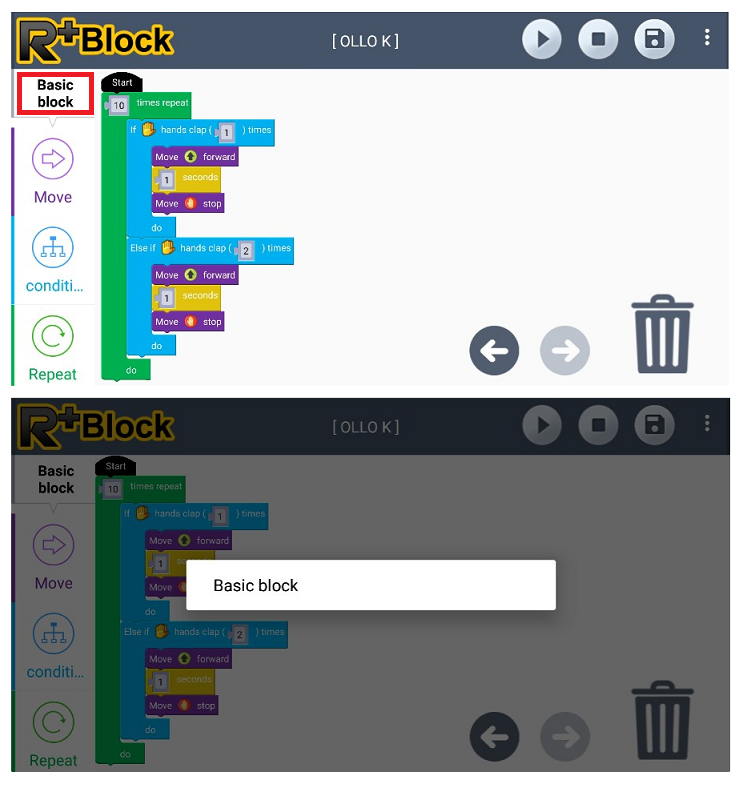 R+Block
[ OLLO K ]
Basic
block
Start
10 times repeat
If hands clap ( 1 ) times
Move forward
1 seconds
Move stop
do
Else if hands clap ( 2 ) times
Move forward
1 seconds
Move stop
do
do
Move
conditi...
Repeat
R+Block
[ OLLO K ]
Basic
block
Start
10 times repeat
If hands clap ( 1 ) times
Move forward
1
Move
do
Else if hands clap ( 2 ) times
Move forward
1 seconds
Move stop
do
do
Move
conditi...
Repeat
Basic block